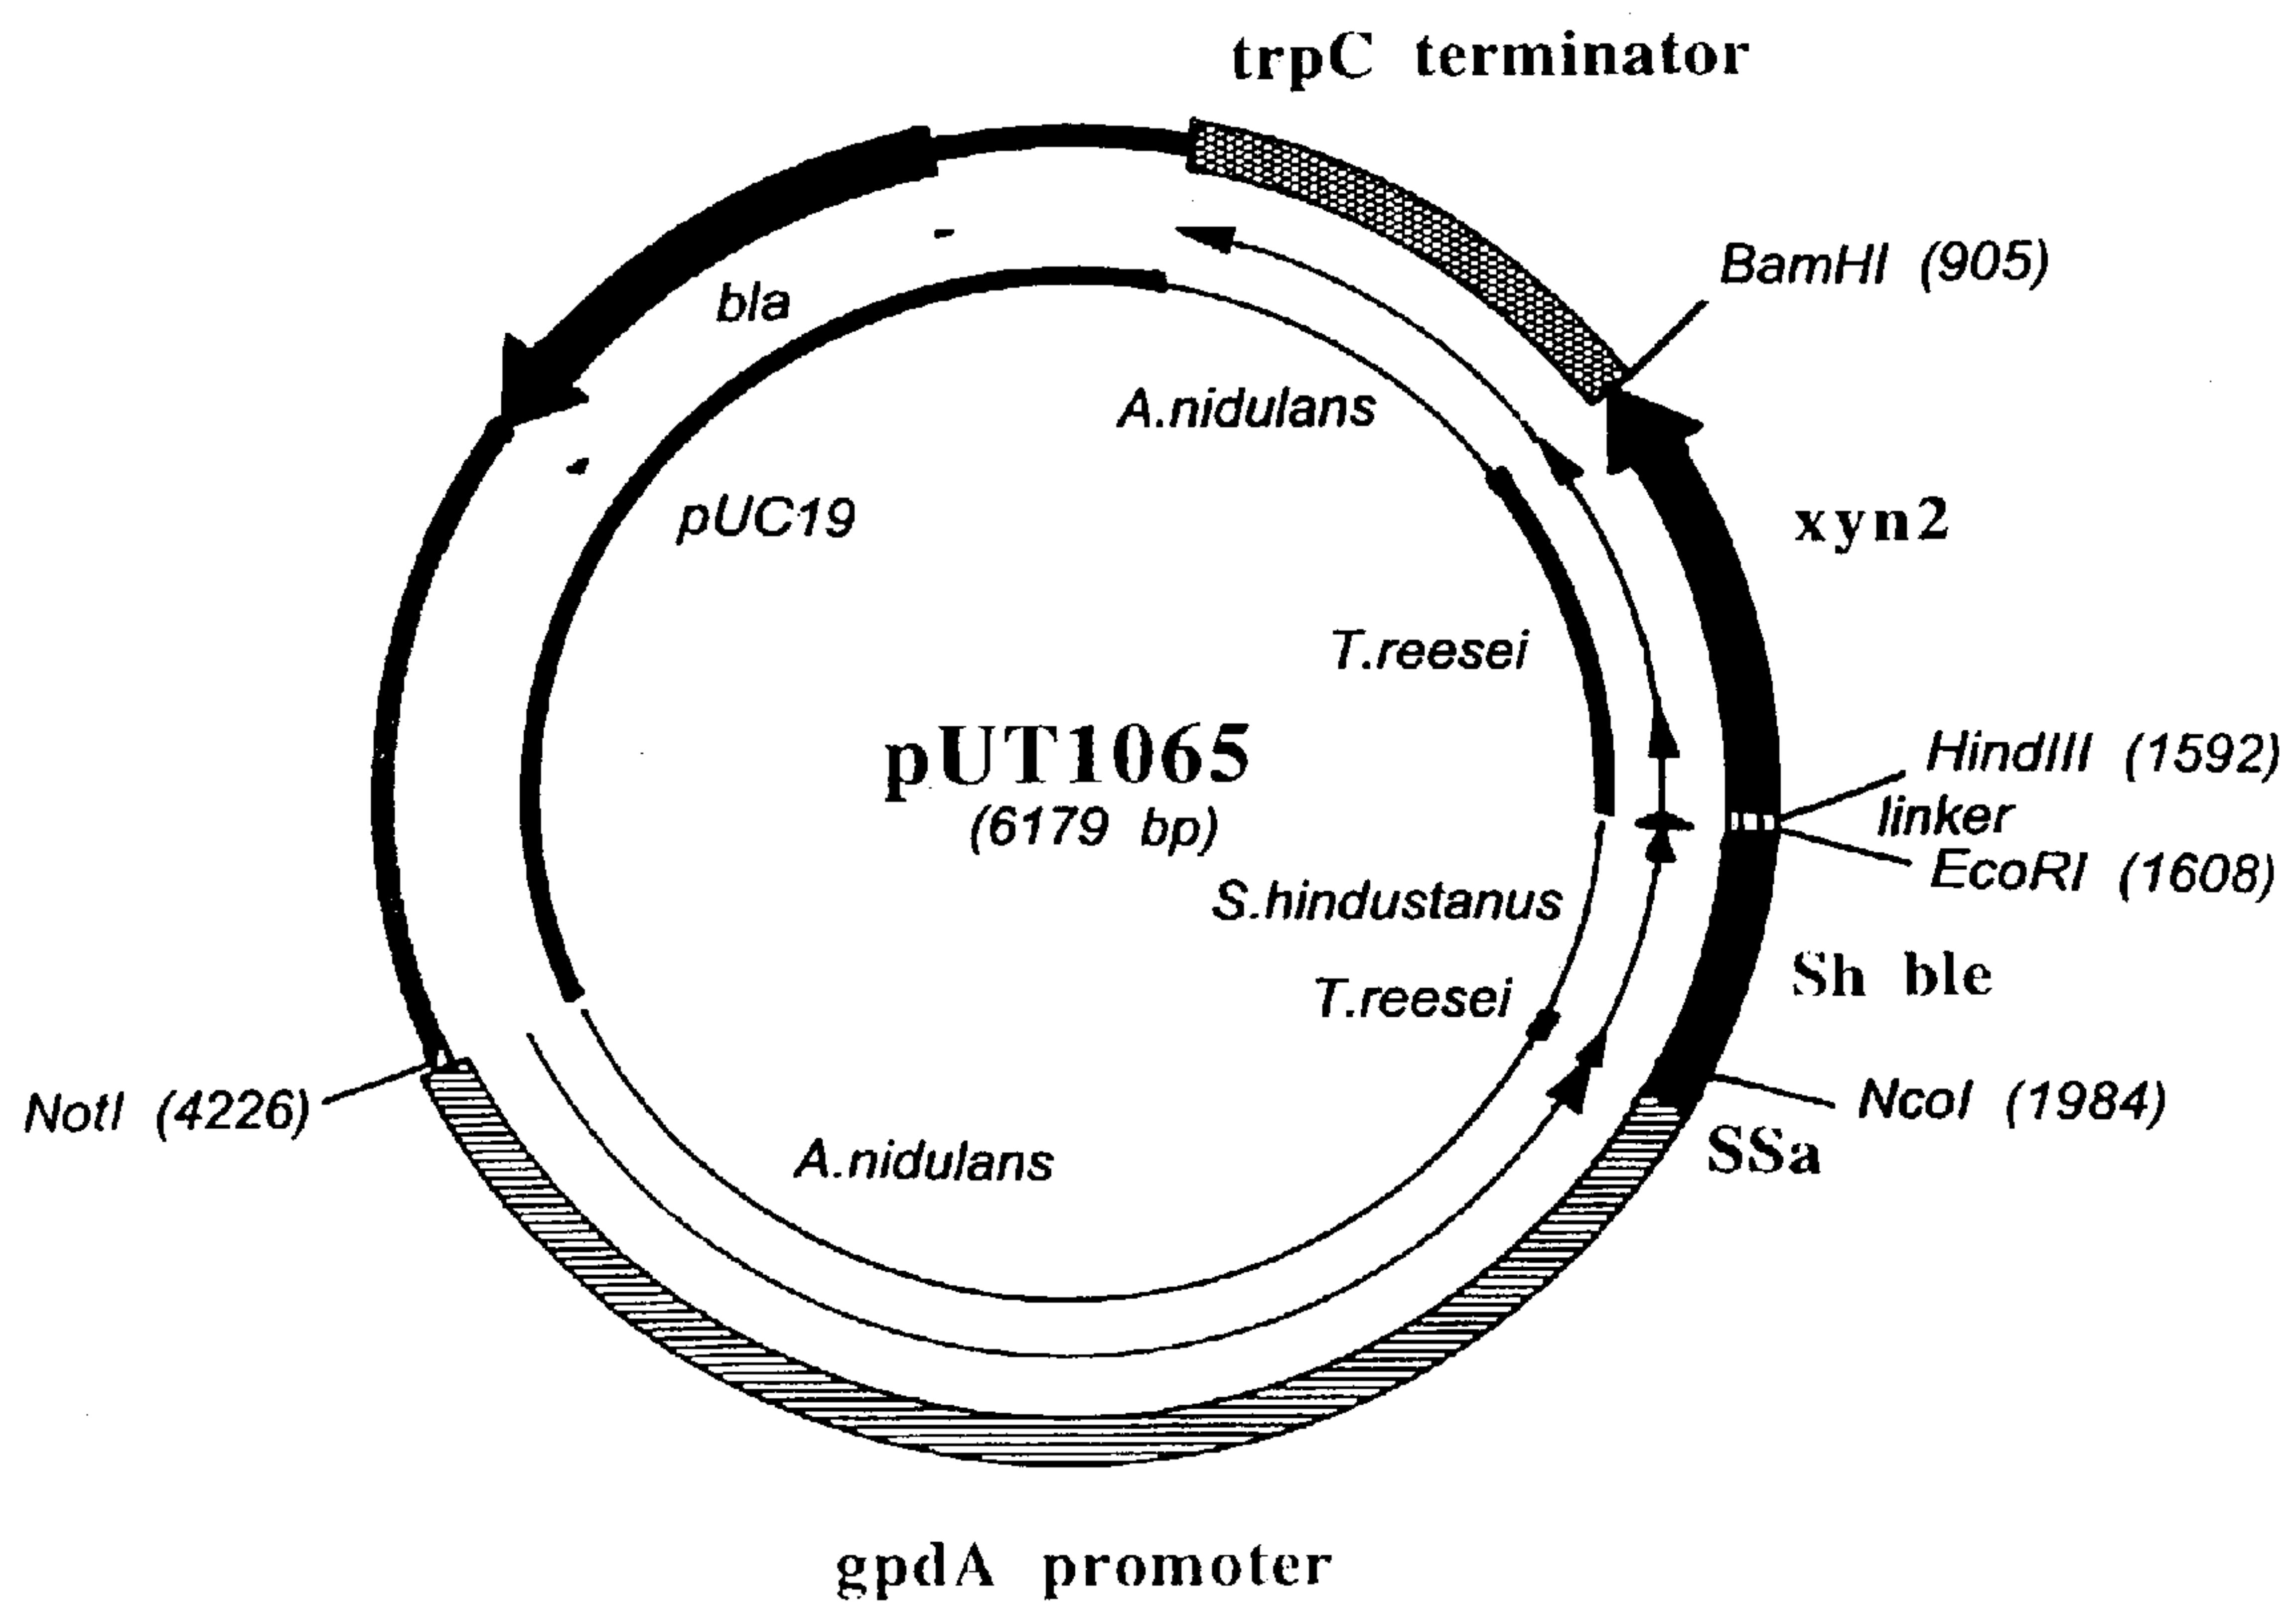 trpC terminator
BamHI (905)
bla
A.nidulans
pUC19
xyn2
T.reesei
pUT1065
(6179 bp)
HindIII (1592)
linker
EcoRI (1608)
S.hindustanus
Sh ble
T.reesei
NotI (4226)
NcoI (1984)
SSa
A.nidulans
gpdA promoter